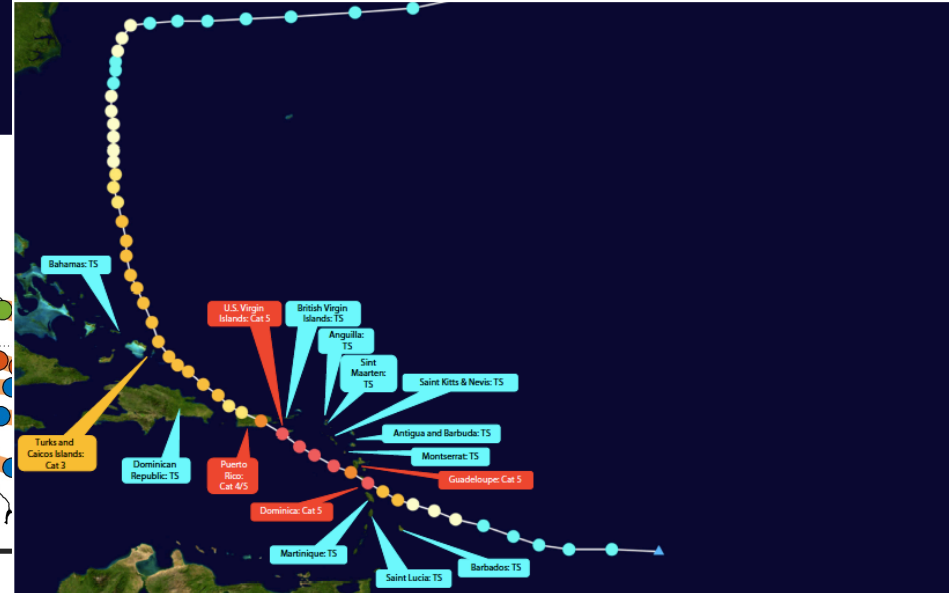 Bahamas: TS
U.S. Virgin
Islands: Cat 5
British Virgin
Islands: TS
Anguilla:
TS
Sint
Maarten:
TS
Saint Kitts & Nevis: TS
Antigua and Barbuda: TS
Montserrat: TS
Guadeloupe: Cat 5
Turks and
Caicos Islands:
Cat 3
Dominican
Republic: TS
Puerto
Rico:
Cat 4/5
Dominica: Cat 5
Martinique: TS
Saint Lucia: TS
Barbados: TS